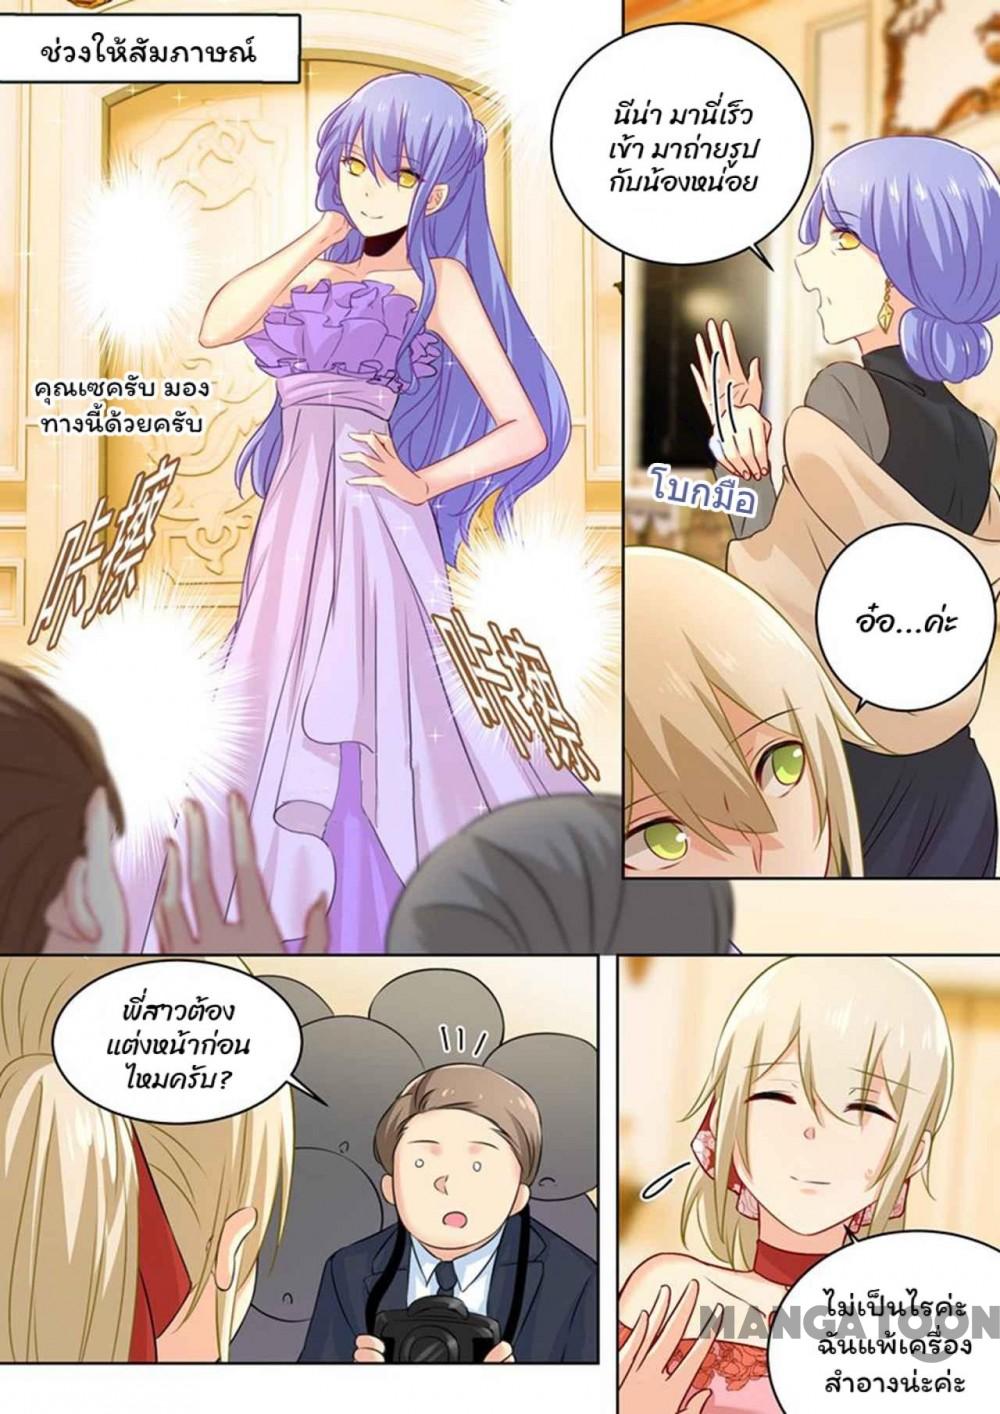 ช่วงให้สัมภาษณ์
นีน่า มานี่เร็ว
เข้า มาถ่ายรูป
กับน้องหน่อย
คุณเซครับ มอง
ทางนี้ด้วยครับ
โบกมือ
咔擦
อ๋อ...ค่ะ
咔擦
พี่สาวต้อง
แต่งหน้าก่อน
ไหมครับ?
ไม่เป็นไรค่ะ
ฉันแพ้เครื่อง
สำอางน่ะค่ะ
MANGATOON